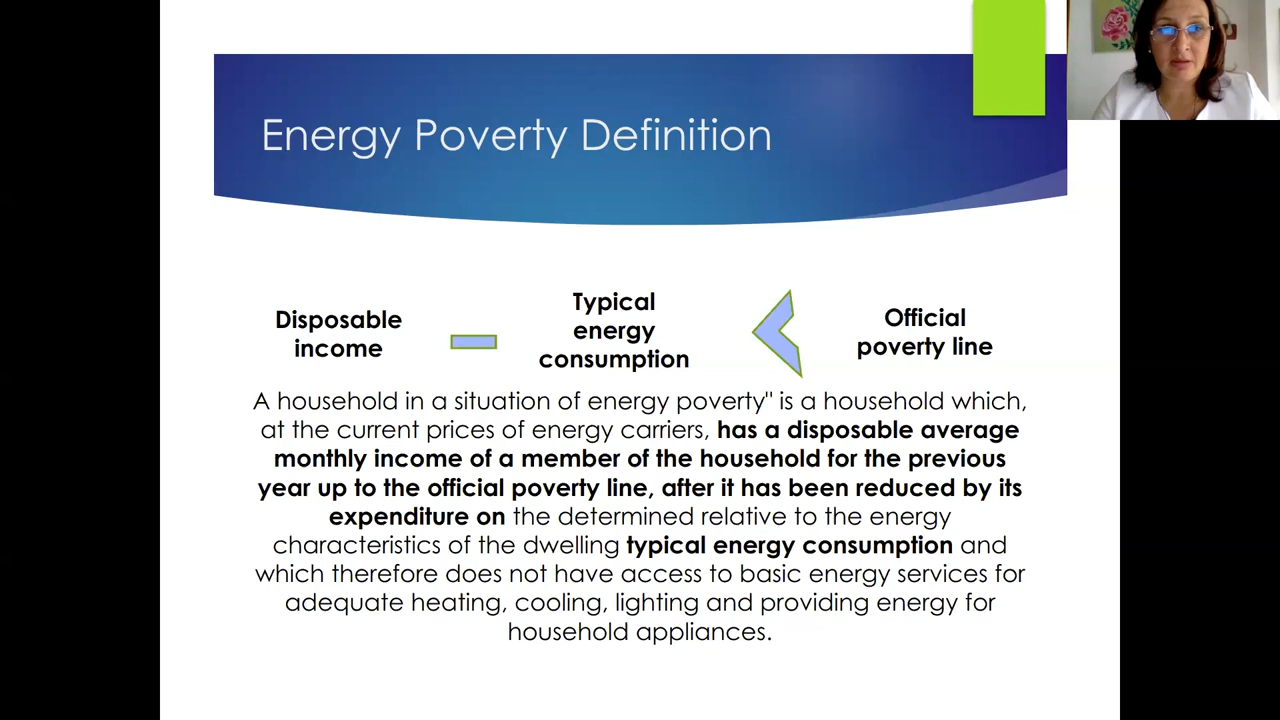 Energy Poverty Definition
Disposable
income
Typical
energy
consumption
Official
poverty line
A household in a situation of energy poverty" is a household which,
at the current prices of energy carriers, has a disposable average
monthly income of a member of the household for the previous
year up to the official poverty line, after it has been reduced by its
expenditure on the determined relative to the energy
characteristics of the dwelling typical energy consumption and
which therefore does not have access to basic energy services for
adequate heating, cooling, lighting and providing energy for
household appliances.